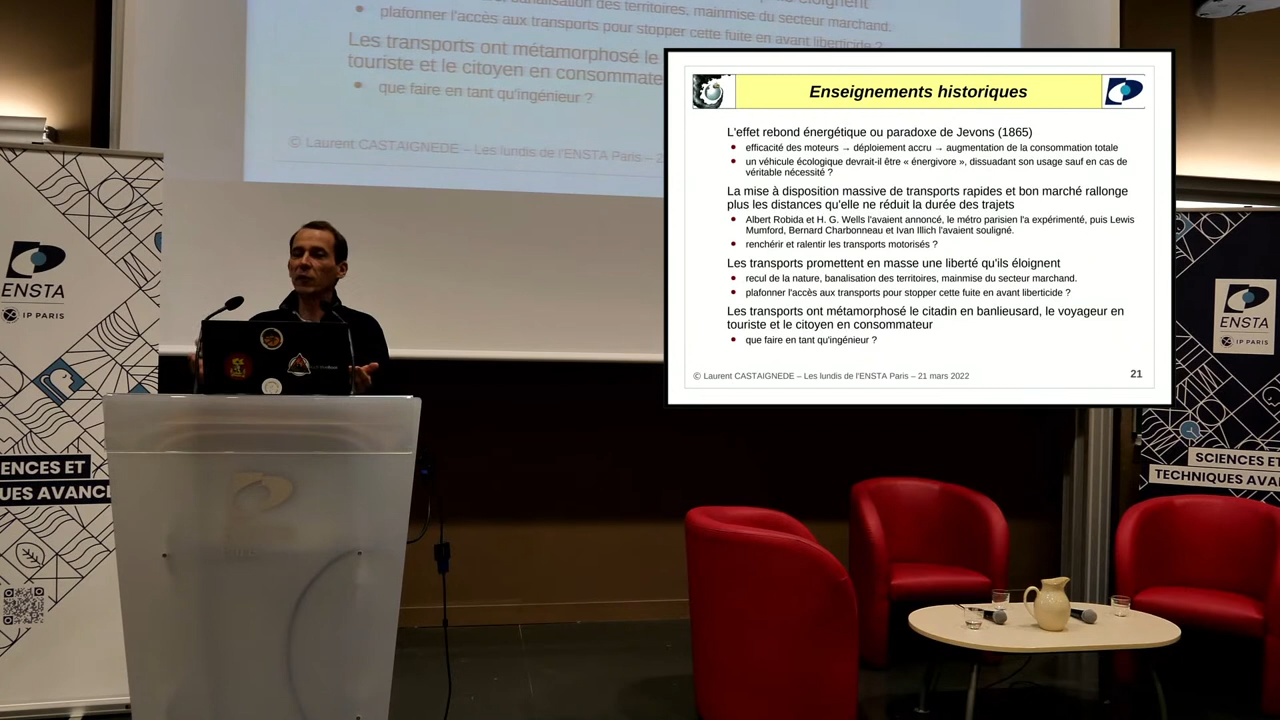 banalisation des territoires, mainmise du secteur marchand.
plafonner l'accès aux transports pour stopper cette fuite en avant liberticide ?
Les transports ont métamorphosé le
touriste et le citoyen en
que faire en tant qu'ingénieur ?
© Laurent CASTAIGNEDE – Les lundis de l'ENSTA Paris –
Enseignements historiques
L'effet rebond énergétique ou paradoxe de Jevons (1865)
efficacité des moteurs → déploiement accru → augmentation de la consommation totale
un véhicule écologique devrait-il être « énergivore », dissuadant son usage sauf en cas de
véritable nécessité ?
La mise à disposition massive de transports rapides et bon marché rallonge
plus les distances qu'elle ne réduit la durée des trajets
Albert Robida et H. G. Wells l'avaient annoncé, le métro parisien l'a expérimenté, puis Lewis
Mumford, Bernard Charbonneau et Ivan Illich l'avaient souligné.
renchérir et ralentir les transports motorisés ?
Les transports promettent en masse une liberté qu'ils éloignent
recul de la nature, banalisation des territoires, mainmise du secteur marchand.
plafonner l'accès aux transports pour stopper cette fuite en avant liberticide ?
Les transports ont métamorphosé le citadin en banlieusard, le voyageur en
touriste et le citoyen en consommateur
que faire en tant qu'ingénieur ?
© Laurent CASTAIGNEDE – Les lundis de l'ENSTA Paris – 21 mars 2022
21
ENSTA
IP PARIS
ENCES ET
UES AVANC
ENSTA
IP PARIS
SCIENCES ET
TECHNIQUES AVA